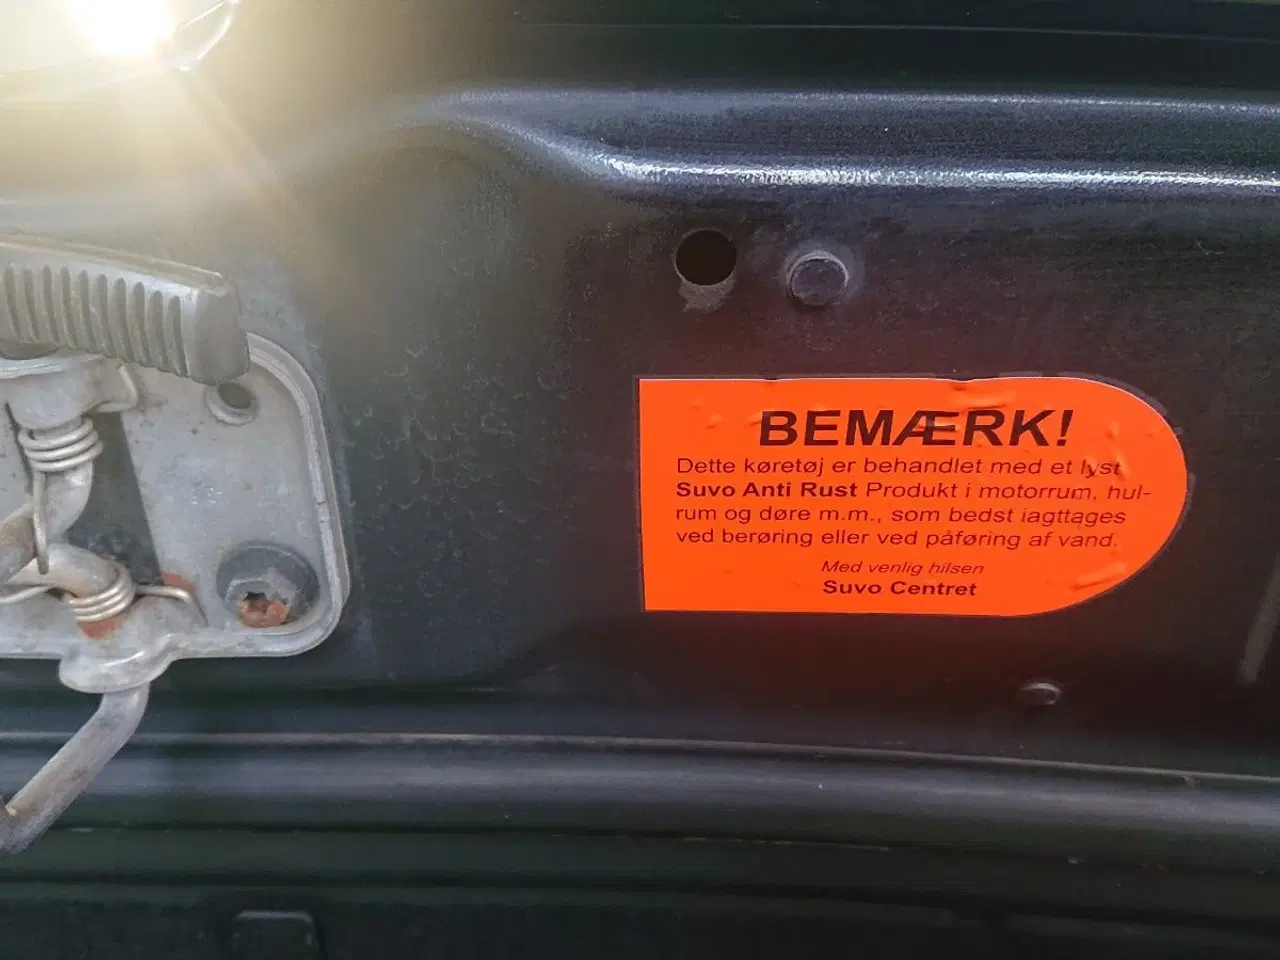 BEMÆRK!
Dette køretøj er behandlet med et lyst
Suvo Anti Rust Produkt i motorrum, hul-
rum og døre m.m., som bedst iagttages
ved berøring eller ved påføring af vand.
Med venlig hilsen
Suvo Centret